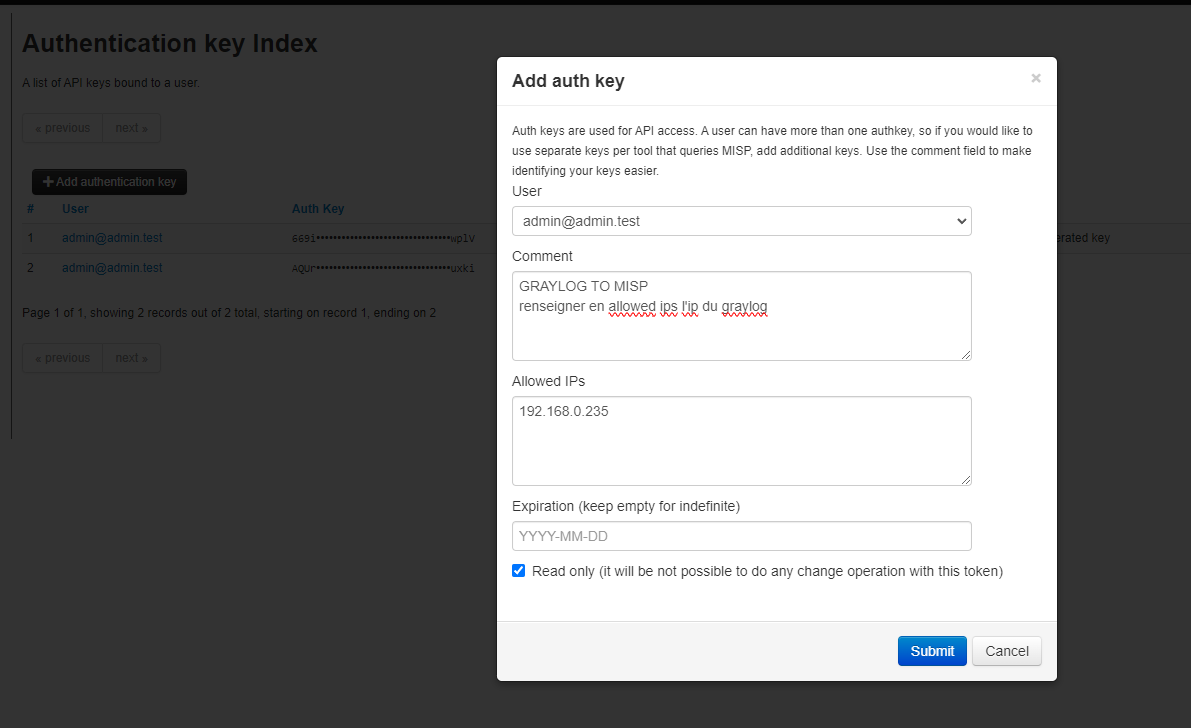 Authentication key Index
A list of API keys bound to a user.
« previous next »
+ Add authentication key
# User Auth Key
1 admin@admin.test 669i••••••••••••••••••••••••••••••••wplV erated key
2 admin@admin.test AQUr••••••••••••••••••••••••••••••••uxki
Page 1 of 1, showing 2 records out of 2 total, starting on record 1, ending on 2
« previous next »
Add auth key ×
Auth keys are used for API access. A user can have more than one authkey, so if you would like to
use separate keys per tool that queries MISP, add additional keys. Use the comment field to make
identifying your keys easier.
User
admin@admin.test
Comment
GRAYLOG TO MISP
renseigner en allowed ips l'ip du graylog
Allowed IPs
192.168.0.235
Expiration (keep empty for indefinite)
YYYY-MM-DD
Read only (it will be not possible to do any change operation with this token)
Submit Cancel